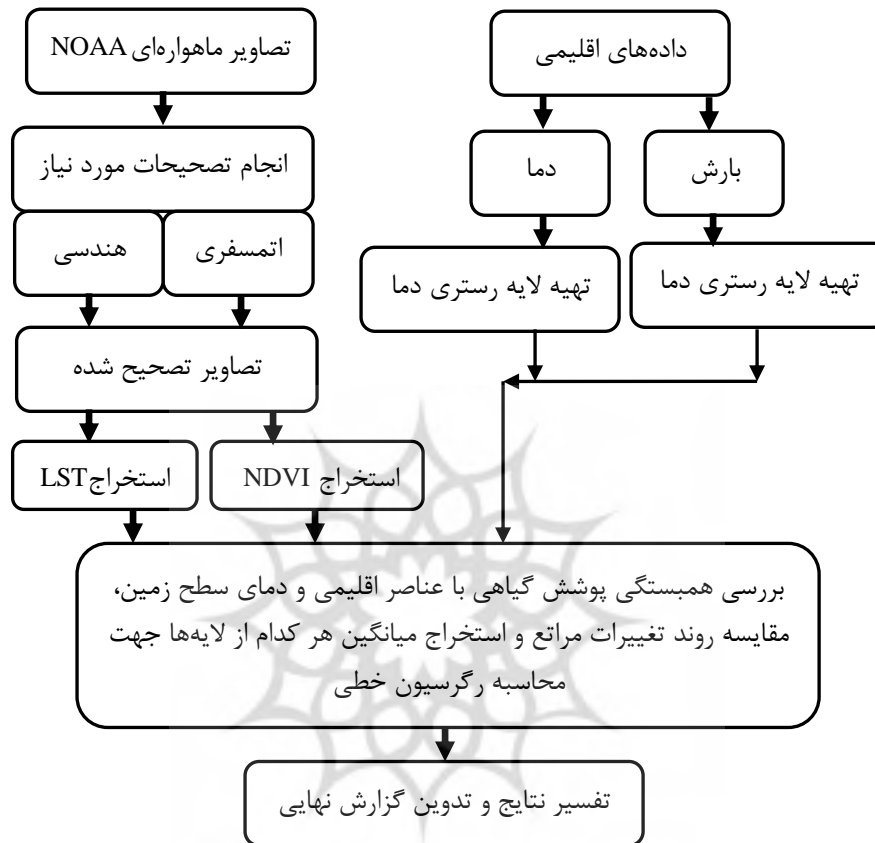 تصاویر ماهواره‌ای NOAA
داده‌های اقلیمی
انجام تصحیحات مورد نیاز
دما
بارش
هندسی
اتمسفری
تهیه لایه رستری دما
تهیه لایه رستری دما
تصاویر تصحیح شده
استخراجLST
استخراج NDVI
بررسی همبستگی پوشش گیاهی با عناصر اقلیمی و دمای سطح زمین،
مقایسه روند تغییرات مراتع و استخراج میانگین هر کدام از لایه‌ها جهت
محاسبه رگرسیون خطی
تفسیر نتایج و تدوین گزارش نهایی